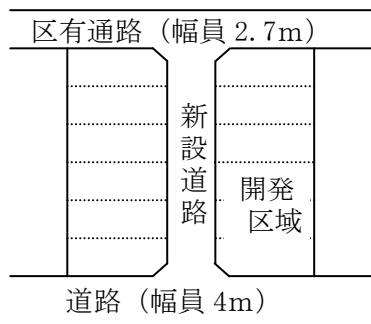 区有通路（幅員 2.7m）
新設道路
開発
区域
道路（幅員 4m）